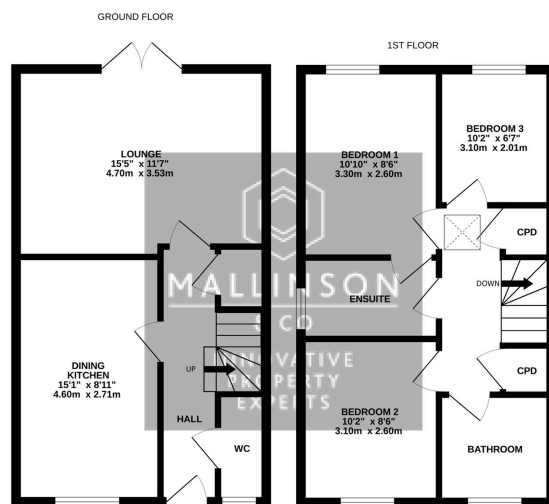 GROUND FLOOR
LOUNGE
15'5" x 11'7"
4.70m x 3.53m
DINING
KITCHEN
15'1" x 8'11"
4.60m x 2.71m
UP
HALL
WC
1ST FLOOR
BEDROOM 1
10'10" x 8'6"
3.30m x 2.60m
BEDROOM 3
10'2" x 6'7"
3.10m x 2.01m
CPD
ENSUITE
DOWN
BEDROOM 2
10'2" x 8'6"
3.10m x 2.60m
CPD
BATHROOM
MALLINSON
& CO
INNOVATIVE
PROPERTY
EXPERTS